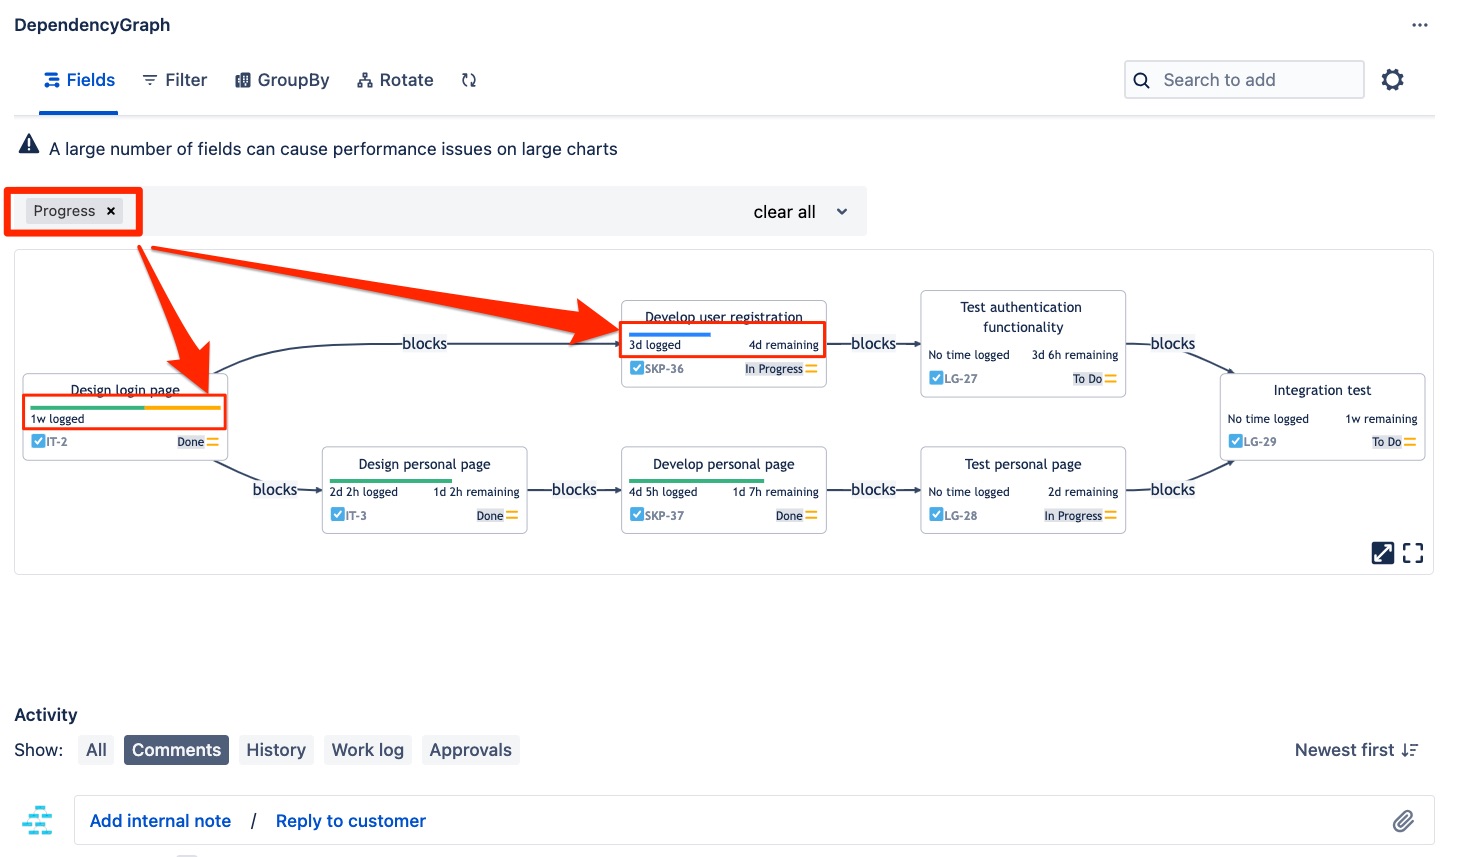 DependencyGraph
Fields
Filter
GroupBy
Rotate
Search to add
A large number of fields can cause performance issues on large charts
Progress
clear all
Design login page
1w logged
IT-2
Done
blocks
blocks
Develop user registration
3d logged
4d remaining
SKP-36
In Progress
blocks
Test authentication
functionality
No time logged
3d 6h remaining
LG-27
To Do
blocks
Integration test
No time logged
1w remaining
LG-29
To Do
Design personal page
2d 2h logged
1d 2h remaining
IT-3
Done
blocks
Develop personal page
4d 5h logged
1d 7h remaining
SKP-37
Done
blocks
Test personal page
No time logged
2d remaining
LG-28
In Progress
blocks
Activity
Show:
All
Comments
History
Work log
Approvals
Newest first
Add internal note / Reply to customer